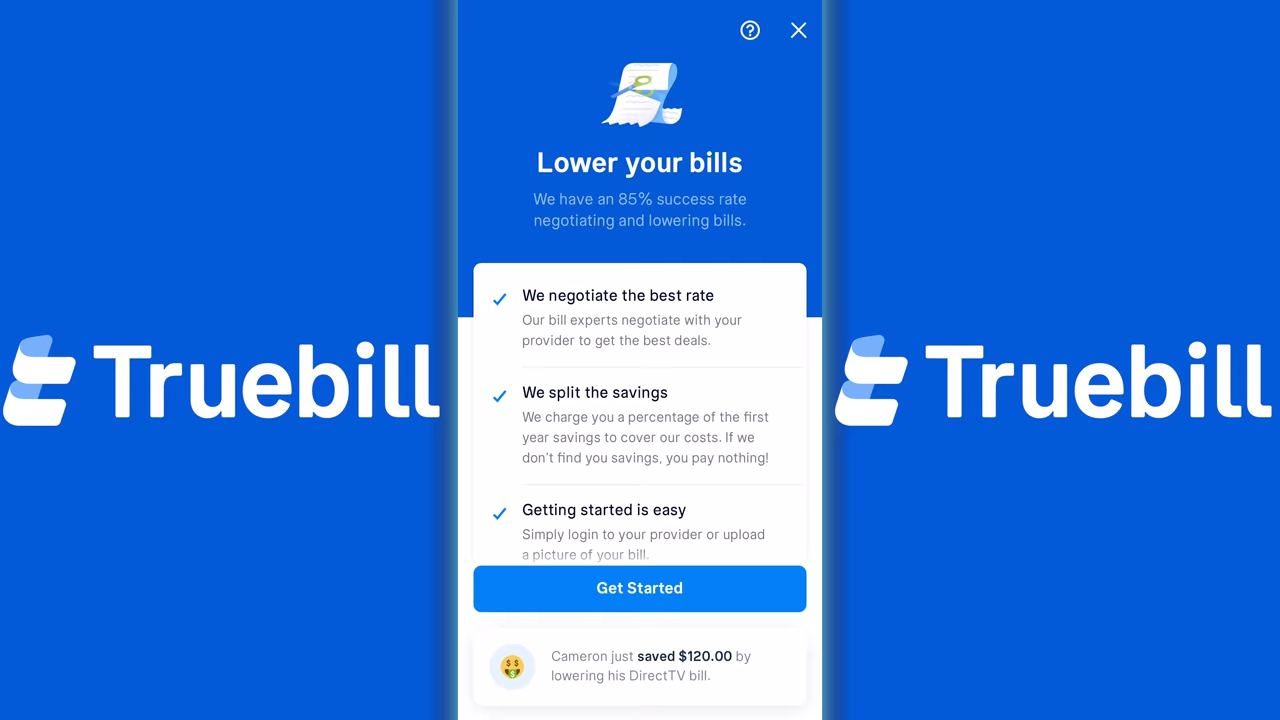 Lower your bills
We have an 85% success rate
negotiating and lowering bills.
We negotiate the best rate
Our bill experts negotiate with your
provider to get the best deals.
We split the savings
We charge you a percentage of the first
year savings to cover our costs. If we
don't find you savings, you pay nothing!
Getting started is easy
Simply login to your provider or upload
a picture of your bill.
Get Started
Cameron just saved $120.00 by
lowering his DirectTV bill.
Truebill
Truebill